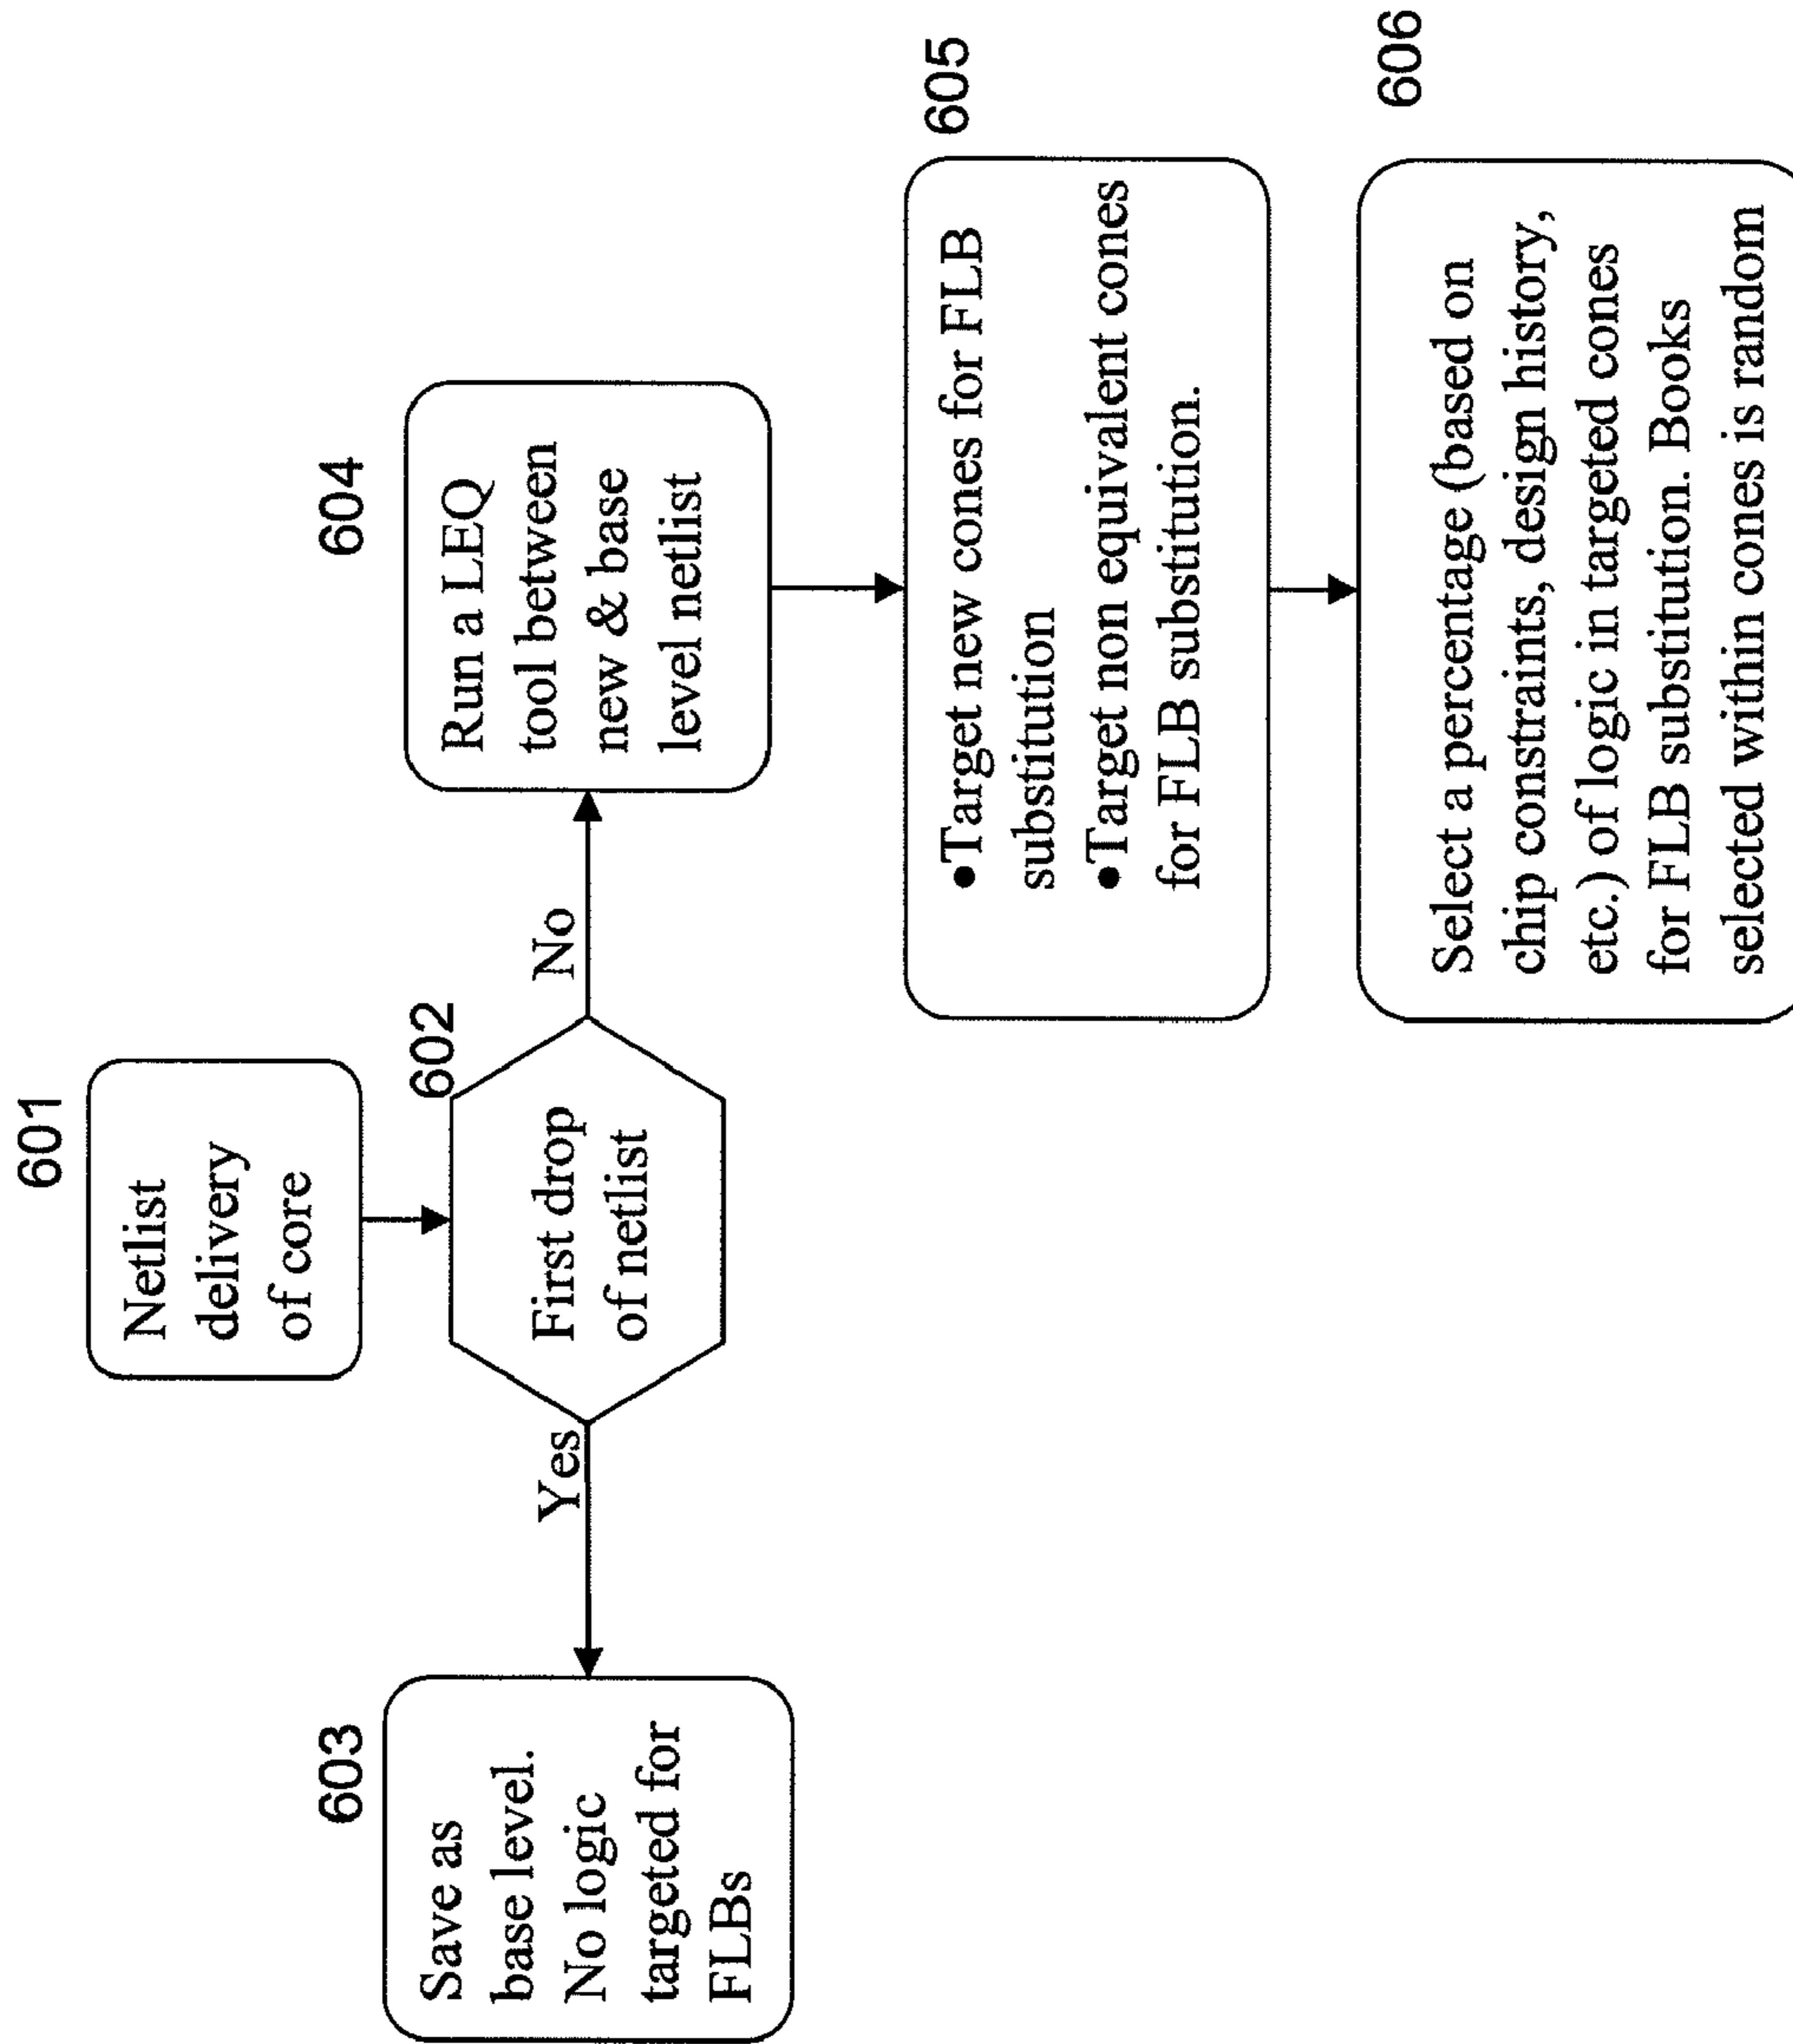 601
Netlist
delivery
of core
602
First drop
of netlist
Yes
No
603
Save as
base level.
No logic
targeted for
FLBs
604
Run a LEQ
tool between
new & base
level netlist
605
•Target new cones for FLB
substitution
•Target non equivalent cones
for FLB substitution.
606
Select a percentage (based on
chip constraints, design history,
etc.) of logic in targeted cones
for FLB substitution. Books
selected within cones is random